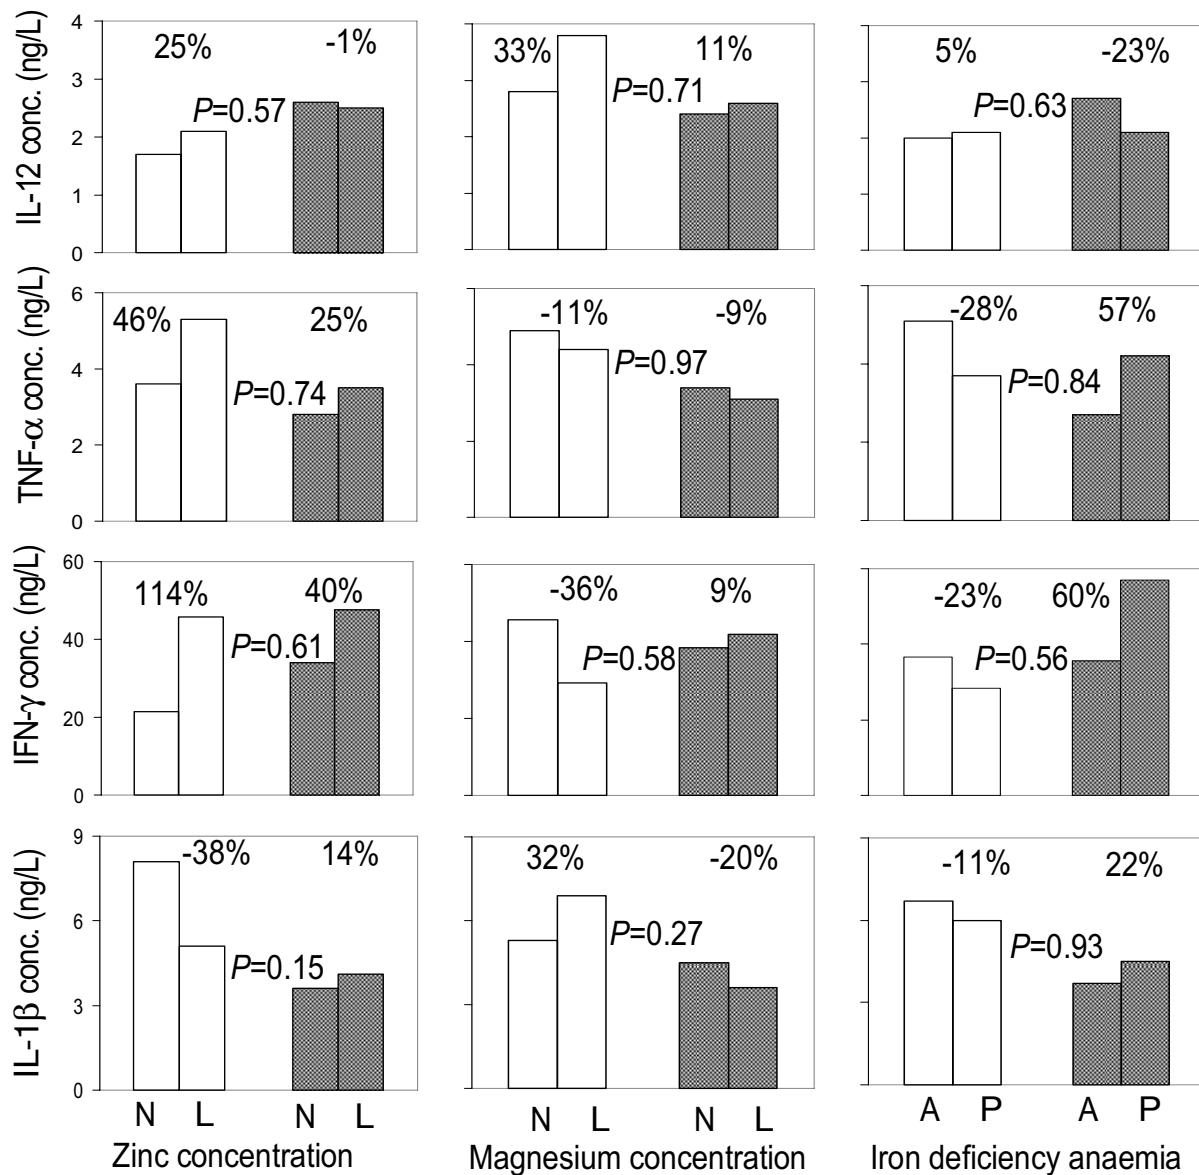 IL-12 conc. (ng/L)
4
3
2
1
0
25%
-1%
P=0.57
33%
11%
P=0.71
5%
-23%
P=0.63
TNF-α conc. (ng/L)
6
4
2
0
46%
25%
P=0.74
-11%
-9%
P=0.97
-28%
57%
P=0.84
IFN-γ conc. (ng/L)
60
40
20
0
114%
40%
P=0.61
-36%
9%
P=0.58
-23%
60%
P=0.56
IL-1β conc. (ng/L)
9
6
3
0
-38%
14%
P=0.15
32%
-20%
P=0.27
-11%
22%
P=0.93
N L N L
N L N L
A P A P
Zinc concentration
Magnesium concentration
Iron deficiency anaemia